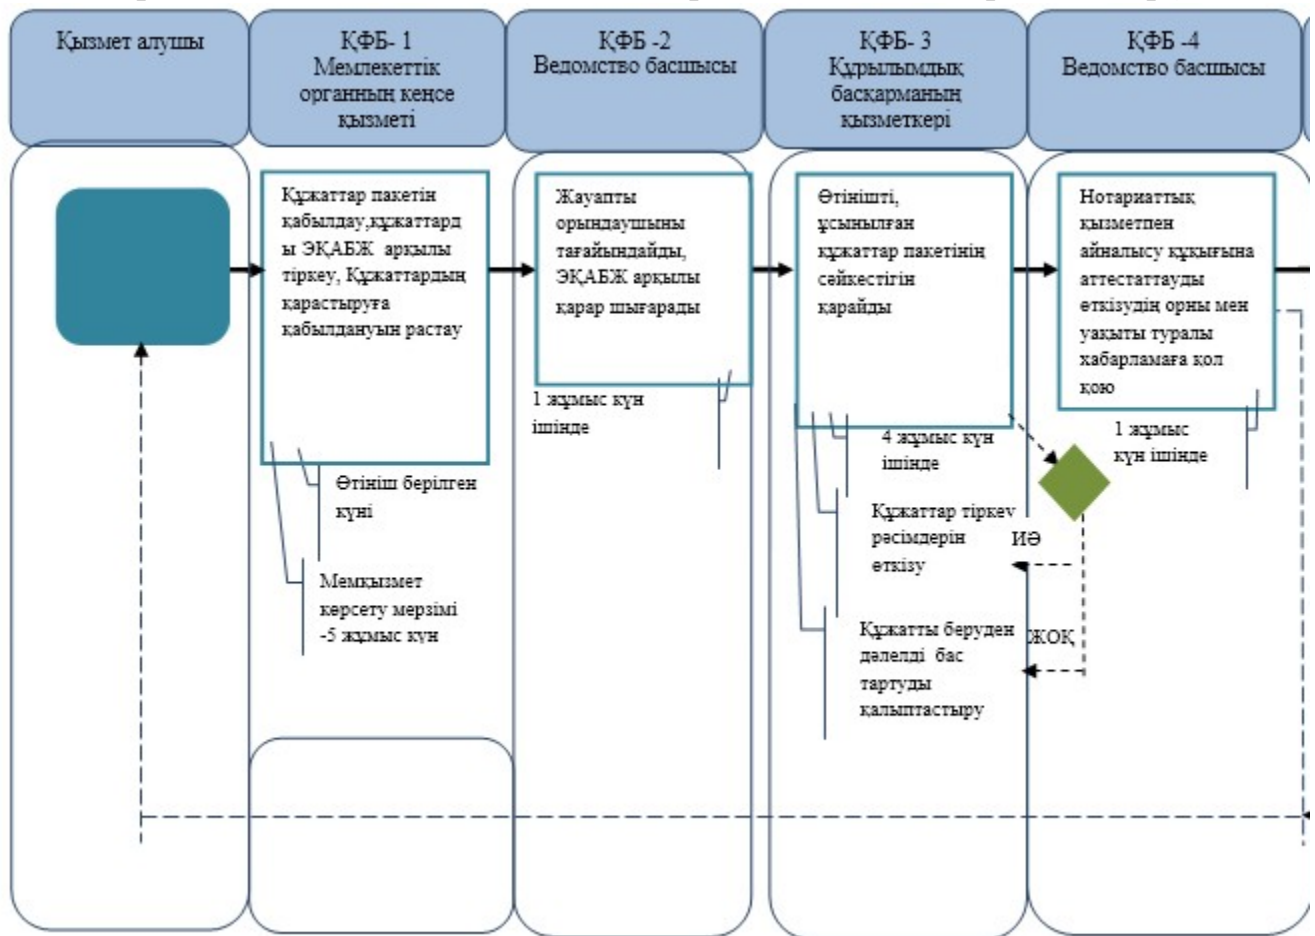 Қызмет алушы
ҚФБ- 1
Мемлекеттік
органның кеңсе
қызметі
ҚФБ -2
Ведомство басшысы
ҚФБ- 3
Құрылымдық
басқарманың
қызметкері
ҚФБ -4
Ведомство басшысы
Құжаттар пакетін
қабылдау,құжаттард
ы ЭҚАБЖ арқылы
тіркеу, Құжаттардың
қарастыруға
қабылдануын растау
Жауапты
орындаушыны
тағайындайды,
ЭҚАБЖ арқылы
қарар шығарады
Өтінішті,
ұсынылған
құжаттар пакетінің
сәйкестігін
қарайды
Нотариаттық
қызметпен
айналысу құқығына
аттестаттауды
өткізудің орны мен
уақыты туралы
хабарламаға қол
қою
1 жұмыс күн
ішінде
4 жұмыс күн
ішінде
1 жұмыс
күн ішінде
Өтініш берілген
күні
Құжаттар тіркеу
рәсімдерін
өткізу
ИӘ
Мемқызмет
көрсету мерзімі
-5 жұмыс күн
Құжатты беруден
дәлелді бас
тартуды
қалыптастыру
ЖОҚ